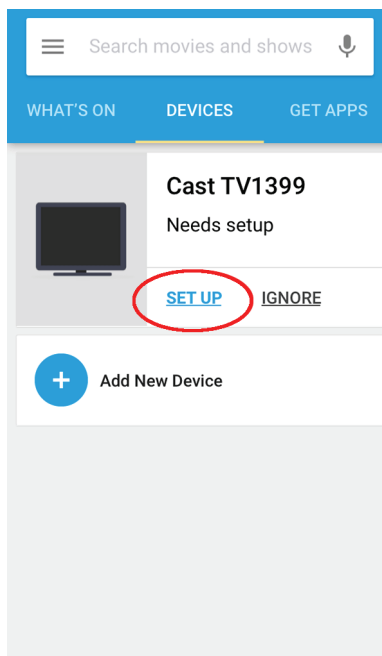 Search movies and shows
WHAT'S ON DEVICES GET APPS
Cast TV1399
Needs setup
SET UP IGNORE
Add New Device